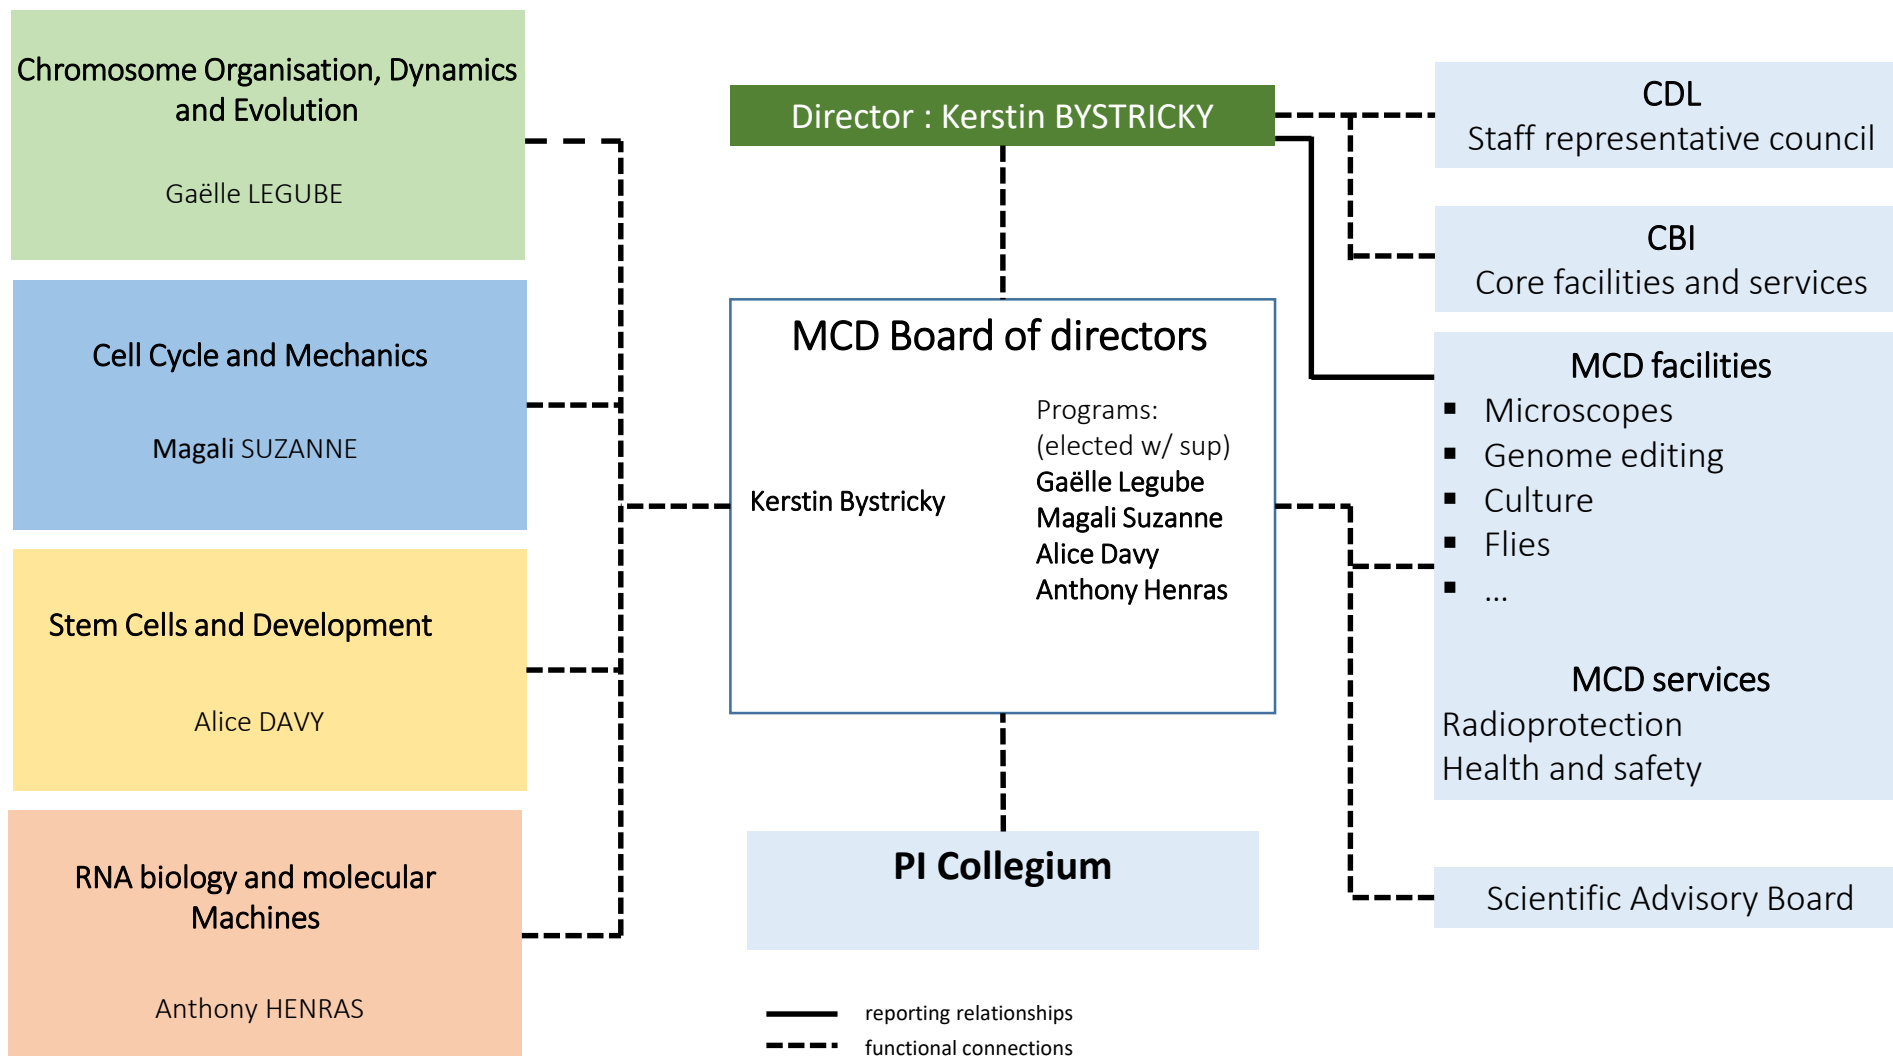 Chromosome Organisation, Dynamics
and Evolution
Gaëlle LEGUBE
Cell Cycle and Mechanics
Magali SUZANNE
Stem Cells and Development
Alice DAVY
RNA biology and molecular
Machines
Anthony HENRAS
Director : Kerstin BYSTRICKY
MCD Board of directors
Kerstin Bystricky
Programs:
(elected w/ sup)
Gaëlle Legube
Magali Suzanne
Alice Davy
Anthony Henras
PI Collegium
reporting relationships
functional connections
CDL
Staff representative council
CBI
Core facilities and services
MCD facilities
▪ Microscopes
▪ Genome editing
▪ Culture
▪ Flies
▪ ...
MCD services
Radioprotection
Health and safety
Scientific Advisory Board